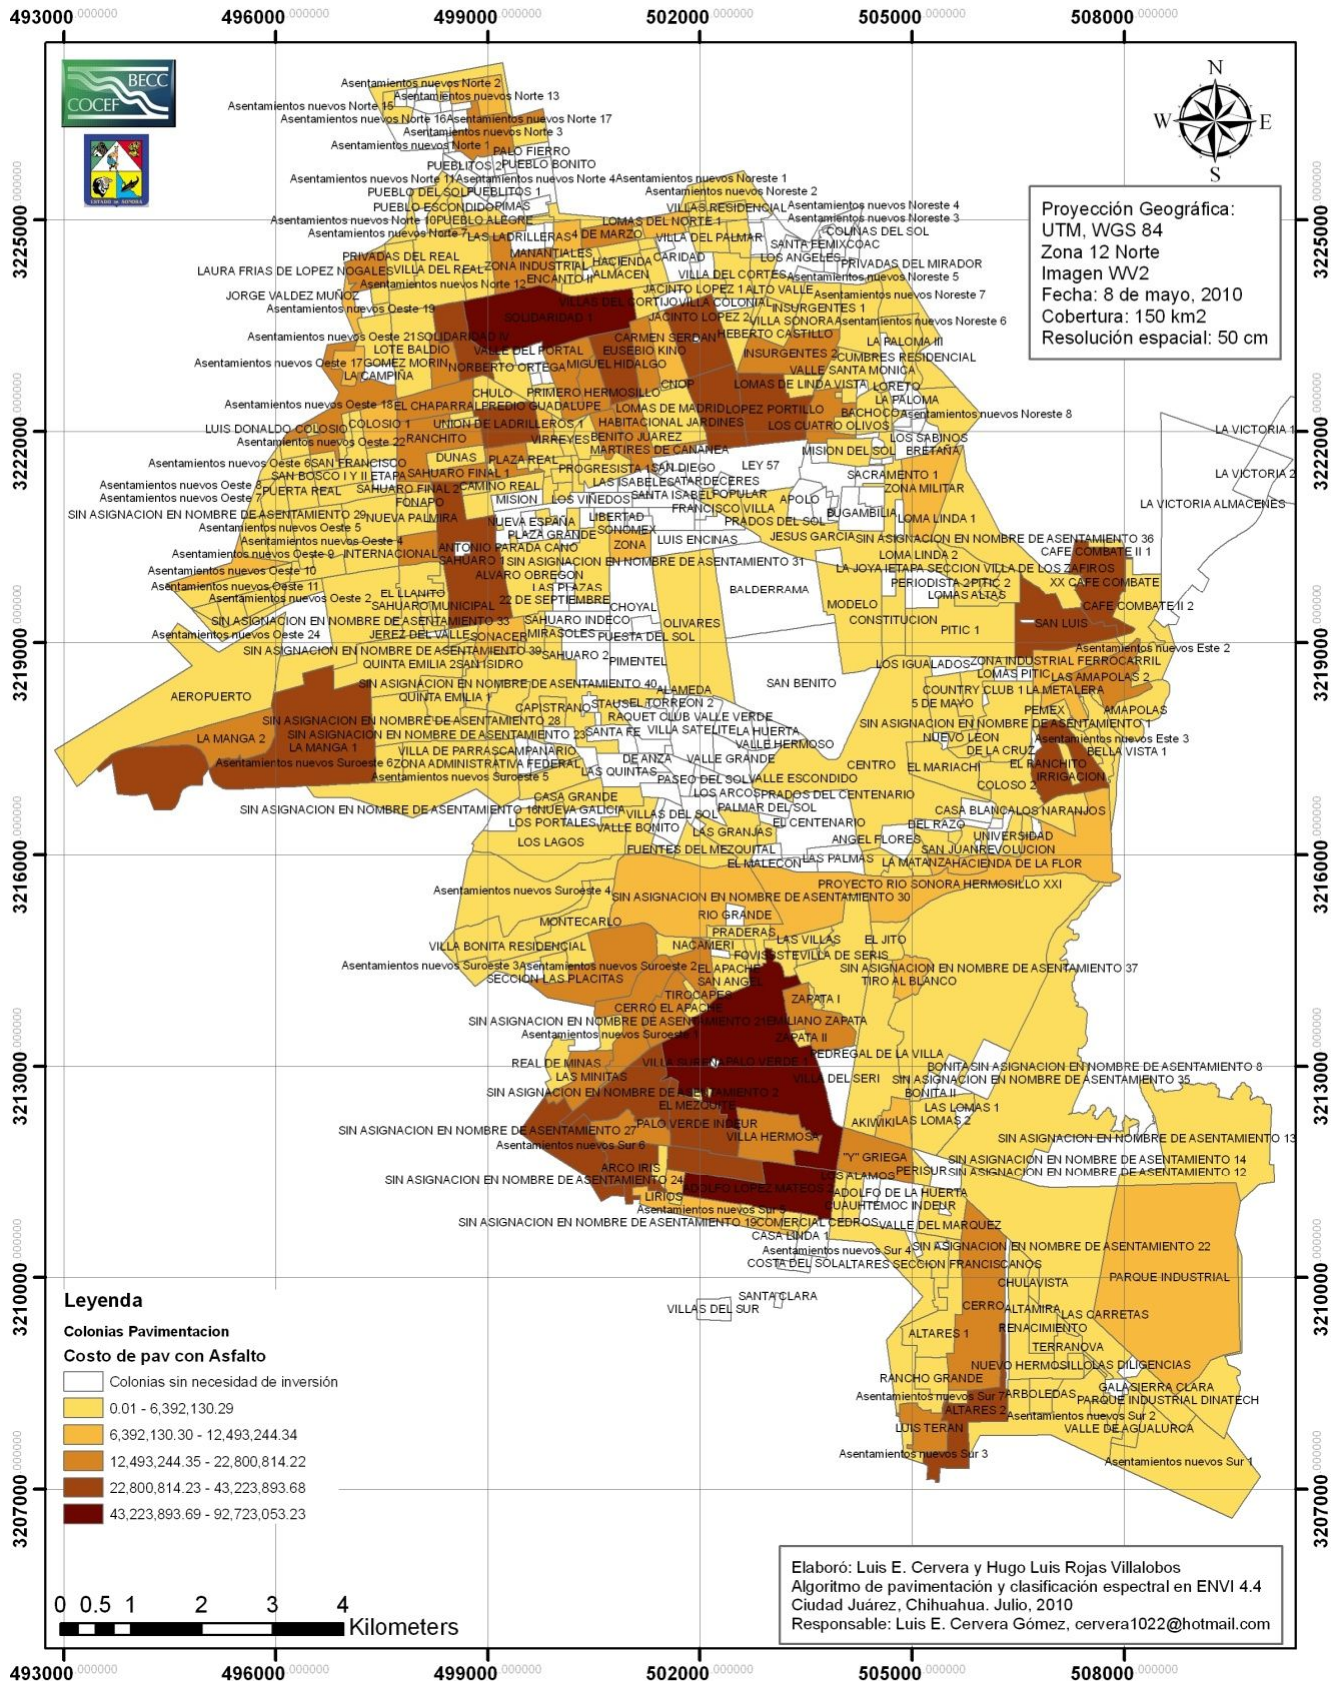 493000.000000 496000.000000 499000.000000 502000.000000 505000.000000 508000.000000
BECC
COCEF
ESTADO DE SONORA
N
W E
S
Proyección Geográfica:
UTM, WGS 84
Zona 12 Norte
Imagen WV2
Fecha: 8 de mayo, 2010
Cobertura: 150 km2
Resolución espacial: 50 cm
3225000.000000
3222000.000000
3219000.000000
3216000.000000
3213000.000000
3210000.000000
3207000.000000
Asentamientos nuevos Norte 2
Asentamientos nuevos Norte 13
Asentamientos nuevos Norte 15
Asentamientos nuevos Norte 16 Asentamientos nuevos Norte 17
Asentamientos nuevos Norte 3
Asentamientos nuevos Norte 1 PALO FIERRO
PUEBLITOS 2 PUEBLO BONITO
Asentamientos nuevos Norte 11 Asentamientos nuevos Norte 4 Asentamientos nuevos Noreste 1
PUEBLO DEL SOL PUEBLITOS 1 Asentamientos nuevos Noreste 2
PUEBLO ESCONDIDO PIMAS VILLAS RESIDENCIAL Asentamientos nuevos Noreste 4
Asentamientos nuevos Norte 10 PUEBLO ALEGRE LOMAS DEL NORTE 1 Asentamientos nuevos Noreste 3
Asentamientos nuevos Norte 7 LAS LADRILLERAS 4 DE MARZO VILLA DEL PALMAR COLINAS DEL SOL
SANTA FE MIXCOAC
PRIVADAS DEL REAL MANANTIALES HACIENDA CARIDAD LOS ANGELES PRIVADAS DEL MIRADOR
LAURA FRIAS DE LOPEZ NOGALES VILLA DEL REAL ZONA INDUSTRIAL ALMACEN VILLA DEL CORTES Asentamientos nuevos Noreste 5
Asentamientos nuevos Norte 12 ENCANTO II JACINTO LOPEZ 1 ALTO VALLE
JORGE VALDEZ MUÑOZ VILLAS DEL CORTIJO VILLA COLONIAL Asentamientos nuevos Noreste 7
Asentamientos nuevos Oeste 19 SOLIDARIDAD 1 JACINTO LOPEZ 2 INSURGENTES 1
VILLA SONORA Asentamientos nuevos Noreste 6
Asentamientos nuevos Oeste 21 SOLIDARIDAD IV CARMEN SERDAN HEBERTO CASTILLO LA PALOMA III
LOTE BALDIO VALLE DEL PORTAL EUSEBIO KINO INSURGENTES 2 CUMBRES RESIDENCIAL
Asentamientos nuevos Oeste 17 GOMEZ MORIN NORBERTO ORTEGA MIGUEL HIDALGO VALLE SANTA MONICA
LA CAMPIÑA CNOP LOMAS DE LINDA VISTA LORETO
CHULO PRIMERO HERMOSILLO LA PALOMA
Asentamientos nuevos Oeste 18 EL CHAPARRAL PREDIO GUADALUPE LOMAS DE MADRID LOPEZ PORTILLO BACHOCO Asentamientos nuevos Noreste 8
LUIS DONALDO COLOSIO COLOSIO 1 UNION DE LADRILLEROS 1 HABITACIONAL JARDINES LOS CUATRO OLIVOS LA VICTORIA 1
Asentamientos nuevos Oeste 22 RANCHITO VIRREYES BENITO JUAREZ LOS SABINOS
MARTIRES DE CANANEA MISION DEL SOL BRETAÑA
Asentamientos nuevos Oeste 6 SAN FRANCISCO DUNAS PLAZA REAL PROGRESISTA 1 SAN DIEGO LEY 57
SAN BOSCO I Y II ETAPA SAHUARO FINAL 1 SACRAMENTO 1 LA VICTORIA 2
Asentamientos nuevos Oeste 8 PUERTA REAL SAHUARO FINAL 2 CAMINO REAL LAS ISABELES ATARDECERES ZONA MILITAR
Asentamientos nuevos Oeste 7 FONAPO MISION LOS VIÑEDOS SANTA ISABEL POPULAR APOLO LA VICTORIA ALMACENES
SIN ASIGNACION EN NOMBRE DE ASENTAMIENTO 29 NUEVA PALMIRA NUEVA ESPAÑA LIBERTAD FRANCISCO VILLA BUGAMBILIA LOMA LINDA 1
Asentamientos nuevos Oeste 5 PLAZA GRANDE SONOMEX PRADOS DEL SOL
Asentamientos nuevos Oeste 4 ZONA LUIS ENCINAS JESUS GARCIA SIN ASIGNACION EN NOMBRE DE ASENTAMIENTO 36
Asentamientos nuevos Oeste 9 INTERNACIONAL ANTONIO PARADA CANO LOMA LINDA 2 CAFE COMBATE II 1
Asentamientos nuevos Oeste 10 SAHUARO 1 SIN ASIGNACION EN NOMBRE DE ASENTAMIENTO 31 LA JOYA IETAPA SECCION VILLA DE LOS ZAFIROS
Asentamientos nuevos Oeste 11 ALVARO OBREGON PERIODISTA 2 PITIC 2 XX CAFE COMBATE
Asentamientos nuevos Oeste 2 EL LLANITO LAS PLAZAS BALDERRAMA LOMAS ALTAS
SAHUARO MUNICIPAL 22 DE SEPTIEMBRE CHOYAL MODELO CAFE COMBATE II 2
SIN ASIGNACION EN NOMBRE DE ASENTAMIENTO 33 SAHUARO INDECO OLIVARES CONSTITUCION PITIC 1 SAN LUIS
Asentamientos nuevos Oeste 24 JEREZ DEL VALLE SONACER MIRASOLES PUESTA DEL SOL
SIN ASIGNACION EN NOMBRE DE ASENTAMIENTO 39 SAHUARO 2 PIMENTEL Asentamientos nuevos Este 2
QUINTA EMILIA 2 SAN ISIDRO LOS IGUALADOS ZONA INDUSTRIAL FERROCARRIL
SIN ASIGNACION EN NOMBRE DE ASENTAMIENTO 40 ALAMEDA SAN BENITO LOMAS PITIC LAS AMAPOLAS 2
AEROPUERTO QUINTA EMILIA 1 CAPISTRANO STAUSEL TORREON 2 COUNTRY CLUB 1 LA METALERA
5 DE MAYO PEMEX AMAPOLAS
SIN ASIGNACION EN NOMBRE DE ASENTAMIENTO 28 RAQUET CLUB VALLE VERDE SIN ASIGNACION EN NOMBRE DE ASENTAMIENTO 1
LA MANGA 2 SIN ASIGNACION EN NOMBRE DE ASENTAMIENTO 23 SANTA FE VILLA SATELITE LA HUERTA NUEVO LEON Asentamientos nuevos Este 3
LA MANGA 1 VILLA DE PARRAS CAMPANARIO VALLE HERMOSO DE LA CRUZ BELLA VISTA 1
Asentamientos nuevos Suroeste 6 ZONA ADMINISTRATIVA FEDERAL DE ANZA VALLE GRANDE CENTRO EL MARIACHI EL RANCHITO
Asentamientos nuevos Suroeste 5 LAS QUINTAS PASEO DEL SOL VALLE ESCONDIDO COLOSO 2 IRRIGACION
CASA GRANDE LOS ARCOS PRADOS DEL CENTENARIO
SIN ASIGNACION EN NOMBRE DE ASENTAMIENTO 16 NUEVA GALICIA VILLAS DEL SOL PALMAR DEL SOL CASA BLANCA LOS NARANJOS
LOS PORTALES VALLE BONITO LAS GRANJAS EL CENTENARIO DEL RAZO
LOS LAGOS FUENTES DEL MEZQUITAL ANGEL FLORES UNIVERSIDAD
SAN JUAN REVOLUCION
EL MALECON LAS PALMAS LA MATANZA HACIENDA DE LA FLOR
Asentamientos nuevos Suroeste 4 PROYECTO RIO SONORA HERMOSILLO XXI
SIN ASIGNACION EN NOMBRE DE ASENTAMIENTO 30
MONTECARLO RIO GRANDE
PRADERAS
VILLA BONITA RESIDENCIAL NACAMERI LAS VILLAS EL JITO
FOVISSSTE VILLA DE SERIS
Asentamientos nuevos Suroeste 3 Asentamientos nuevos Suroeste 2 EL APACHE SIN ASIGNACION EN NOMBRE DE ASENTAMIENTO 37
SECCION LAS PLACITAS SAN ANGEL TIRO AL BLANCO
TIROCAPES ZAPATA I
CERRO EL APACHE
SIN ASIGNACION EN NOMBRE DE ASENTAMIENTO 21 EMILIANO ZAPATA
Asentamientos nuevos Suroeste 1 ZAPATA II
REAL DE MINAS VILLA SUREÑA PALO VERDE 1 PEDREGAL DE LA VILLA
LAS MINITAS VILLA DEL SERI BONITA SIN ASIGNACION EN NOMBRE DE ASENTAMIENTO 8
SIN ASIGNACION EN NOMBRE DE ASENTAMIENTO 35
SIN ASIGNACION EN NOMBRE DE ASENTAMIENTO 2 BONITA II
EL MEZQUITE LAS LOMAS 1
SIN ASIGNACION EN NOMBRE DE ASENTAMIENTO 27 PALO VERDE INDEUR AKIWIKI LAS LOMAS 2
Asentamientos nuevos Sur 6 VILLA HERMOSA SIN ASIGNACION EN NOMBRE DE ASENTAMIENTO 13
"Y" GRIEGA SIN ASIGNACION EN NOMBRE DE ASENTAMIENTO 14
ARCO IRIS PERISUR SIN ASIGNACION EN NOMBRE DE ASENTAMIENTO 12
SIN ASIGNACION EN NOMBRE DE ASENTAMIENTO 24 ADOLFO LOPEZ MATEOS LOS ALAMOS
LIRIOS ADOLFO DE LA HUERTA
Asentamientos nuevos Sur 5 CUAUHTEMOC INDEUR
SIN ASIGNACION EN NOMBRE DE ASENTAMIENTO 19 COMERCIAL CEDROS VALLE DEL MARQUEZ
CASA LINDA 1
Asentamientos nuevos Sur 4 SIN ASIGNACION EN NOMBRE DE ASENTAMIENTO 22
COSTA DEL SOL ALTARES SECCION FRANCISCANOS
CHULAVISTA PARQUE INDUSTRIAL
SANTA CLARA
VILLAS DEL SUR CERRO ALTAMIRA LAS CARRETAS
ALTARES 1 RENACIMIENTO
TERRANOVA
NUEVO HERMOSILLO LAS DILIGENCIAS
RANCHO GRANDE GALA SIERRA CLARA
Asentamientos nuevos Sur 7 ARBOLEDAS PARQUE INDUSTRIAL DINATECH
ALTARES 2 Asentamientos nuevos Sur 2
LUIS TERAN VALLE DE AGUALURCA
Asentamientos nuevos Sur 3 Asentamientos nuevos Sur 1
Leyenda
Colonias Pavimentacion
Costo de pav con Asfalto
Colonias sin necesidad de inversión
0.01 - 6,392,130.29
6,392,130.30 - 12,493,244.34
12,493,244.35 - 22,800,814.22
22,800,814.23 - 43,223,893.68
43,223,893.69 - 92,723,053.23
0 0.5 1 2 3 4
Kilometers
Elaboró: Luis E. Cervera y Hugo Luis Rojas Villalobos
Algoritmo de pavimentación y clasificación espectral en ENVI 4.4
Ciudad Juárez, Chihuahua. Julio, 2010
Responsable: Luis E. Cervera Gómez, cervera1022@hotmail.com
3225000.000000
3222000.000000
3219000.000000
3216000.000000
3213000.000000
3210000.000000
3207000.000000
493000.000000 496000.000000 499000.000000 502000.000000 505000.000000 508000.000000